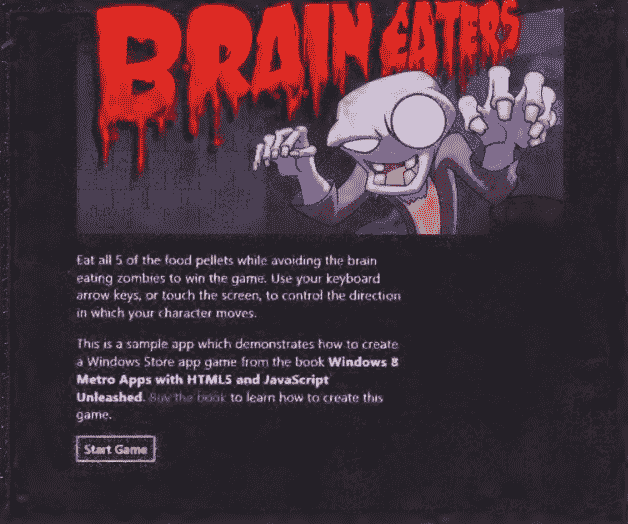 BRAIN EATERS
Eat all 5 of the food pellets while avoiding the brain
eating zombies to win the game. Use your keyboard
arrow keys, or touch the screen, to control the direction
in which your character moves.
This is a sample app which demonstrates how to create
a Windows Store app game from the book Windows 8
Metro Apps with HTML5 and JavaScript
Unleashed. Buy the book to learn how to create this
game.
Start Game